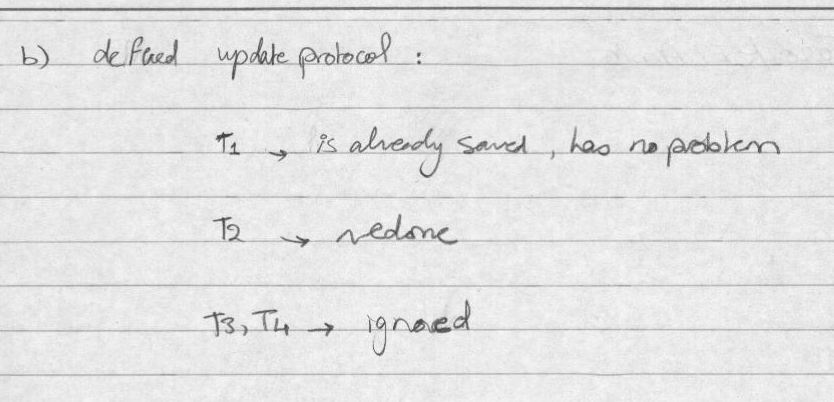 b) deffered update protocol :
T1 → is already saved, has no problem
T2 → redone
T3, T4 → ignored